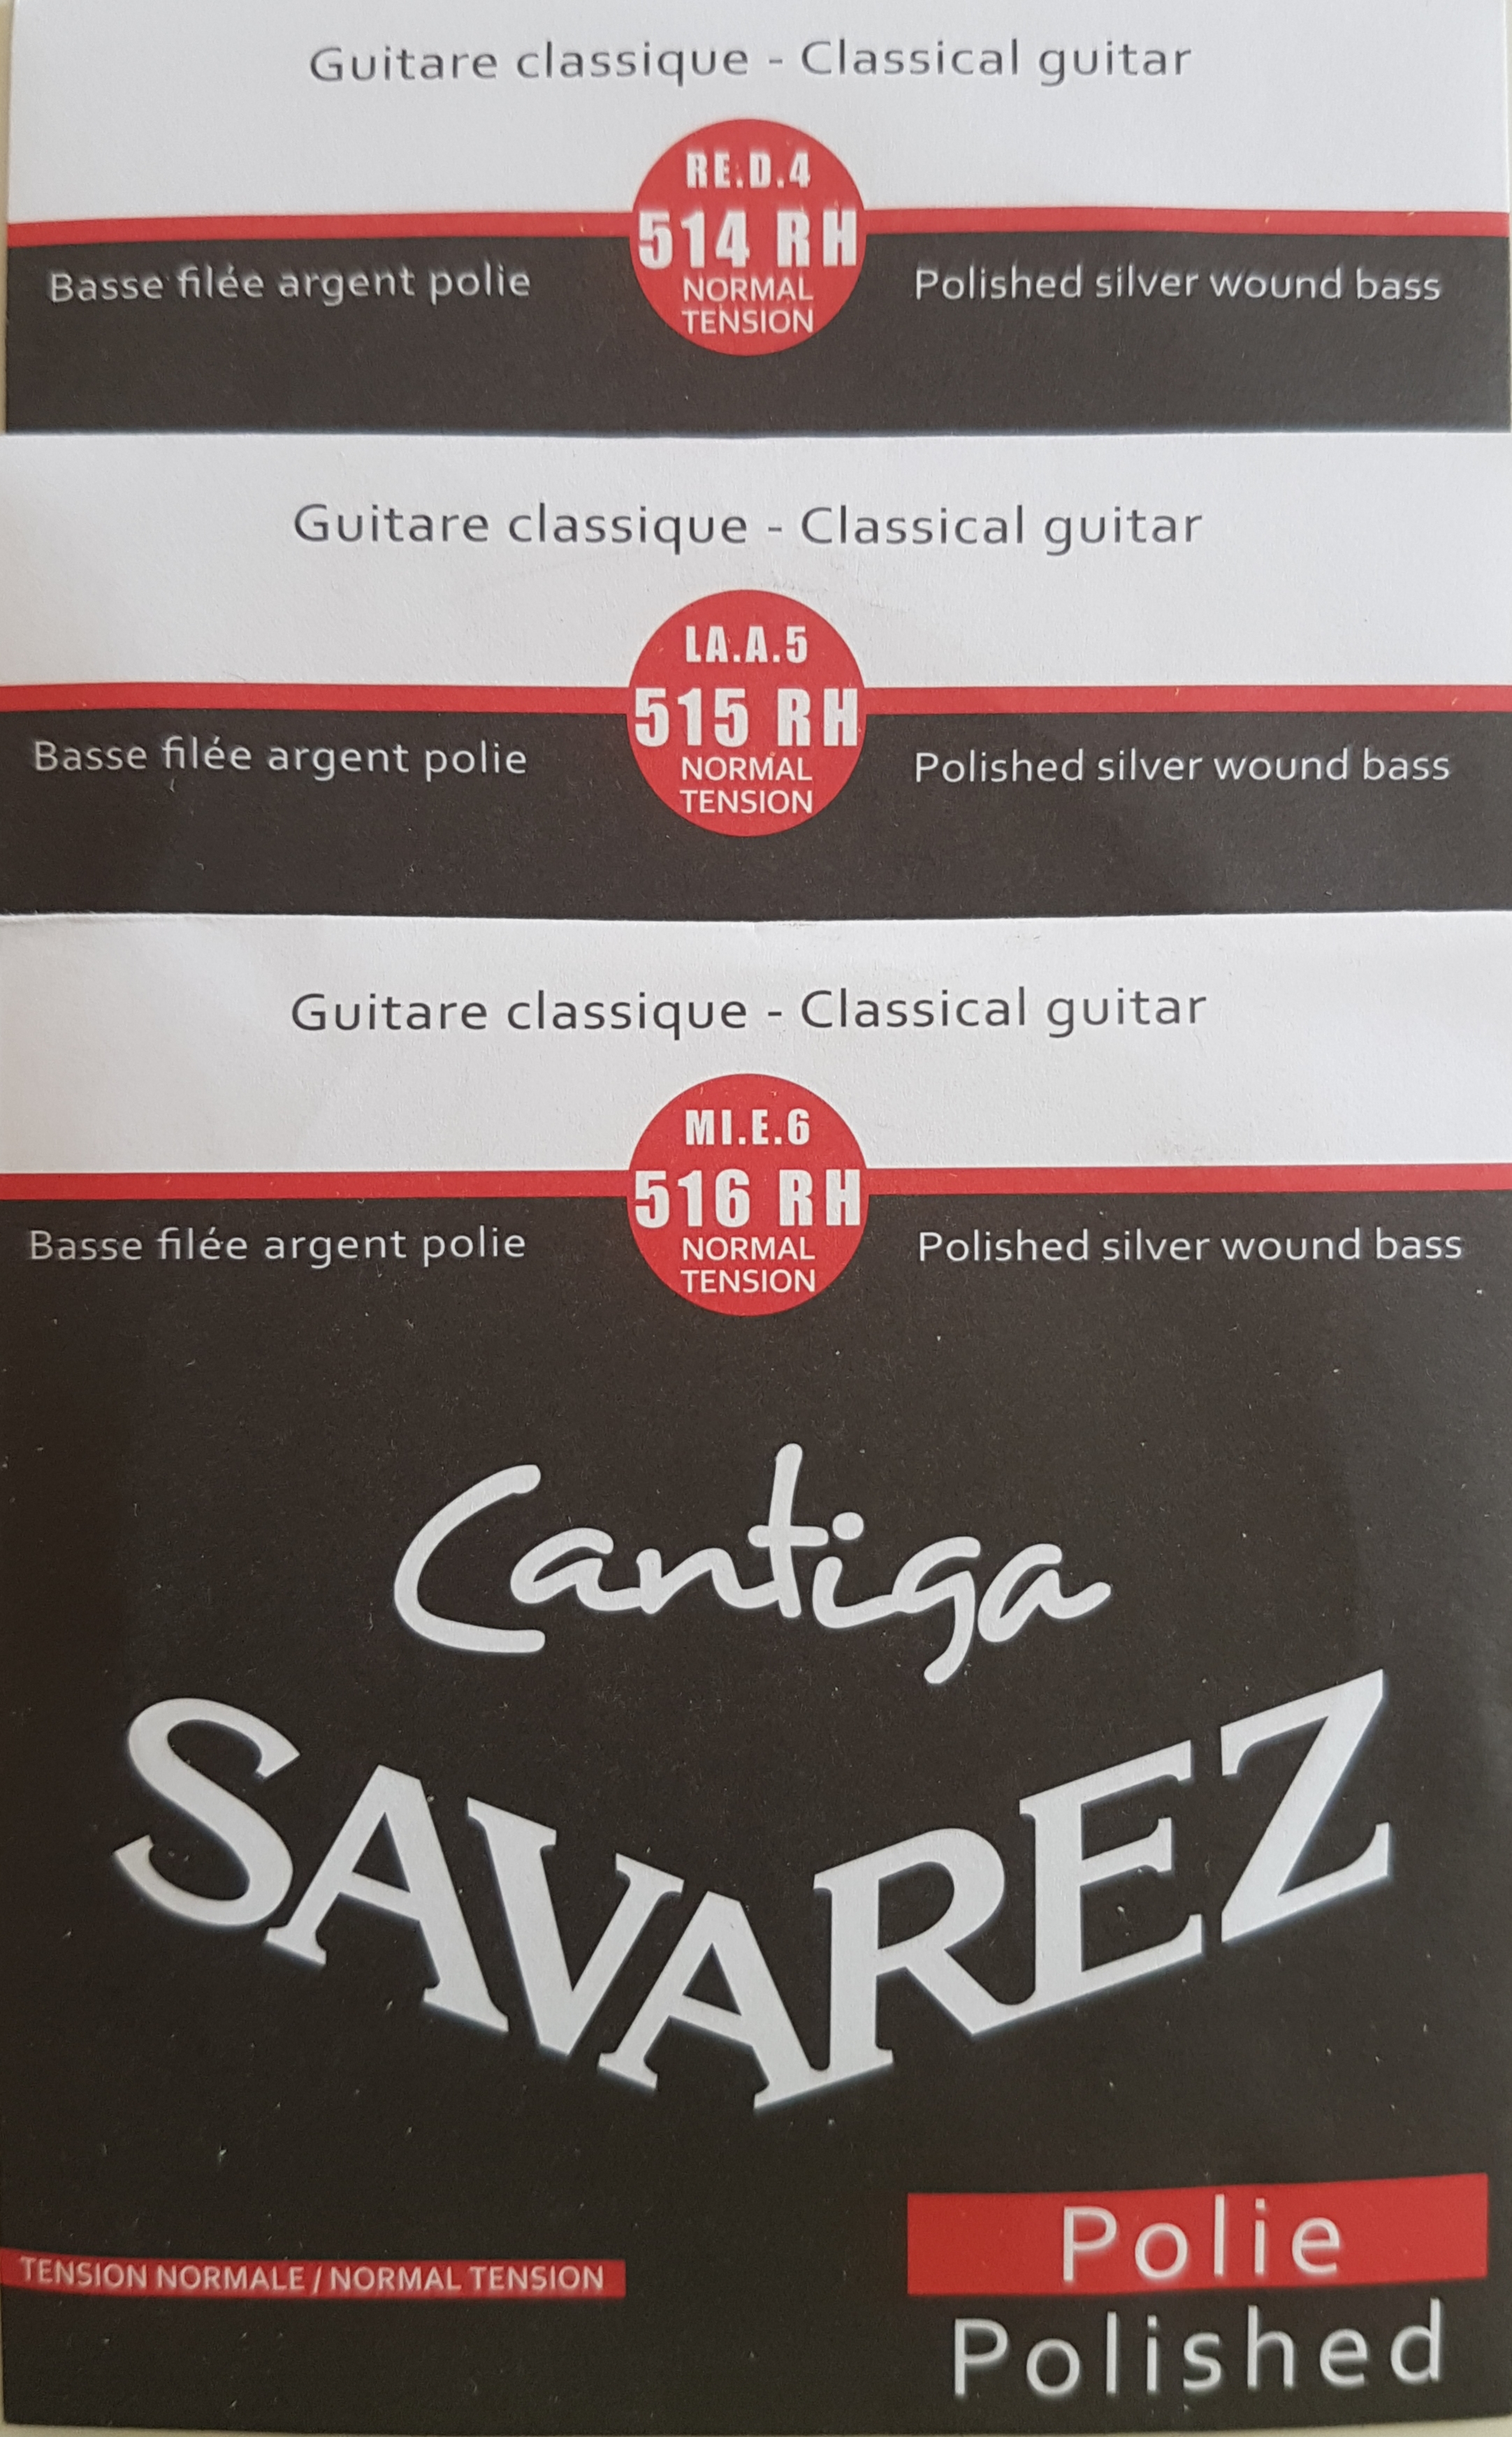 Guitare classique - Classical guitar
RE.D.4
514 RH
NORMAL
TENSION
Basse filée argent polie
Polished silver wound bass
Guitare classique - Classical guitar
LA.A.5
515 RH
NORMAL
TENSION
Basse filée argent polie
Polished silver wound bass
Guitare classique - Classical guitar
MI.E.6
516 RH
NORMAL
TENSION
Basse filée argent polie
Polished silver wound bass
Cantiga
SAVAREZ
TENSION NORMALE / NORMAL TENSION
Polie
Polished